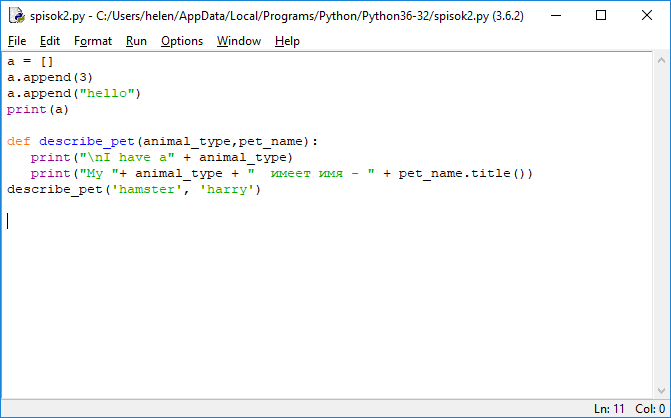 spisok2.py - C:/Users/helen/AppData/Local/Programs/Python/Python36-32/spisok2.py (3.6.2)
File Edit Format Run Options Window Help
a = []
a.append(3)
a.append("hello")
print(a)
def describe_pet(animal_type,pet_name):
   print("\nI have a" + animal_type)
   print("My "+ animal_type + "  имеет имя - " + pet_name.title())
describe_pet('hamster', 'harry')
Ln: 11 Col: 0